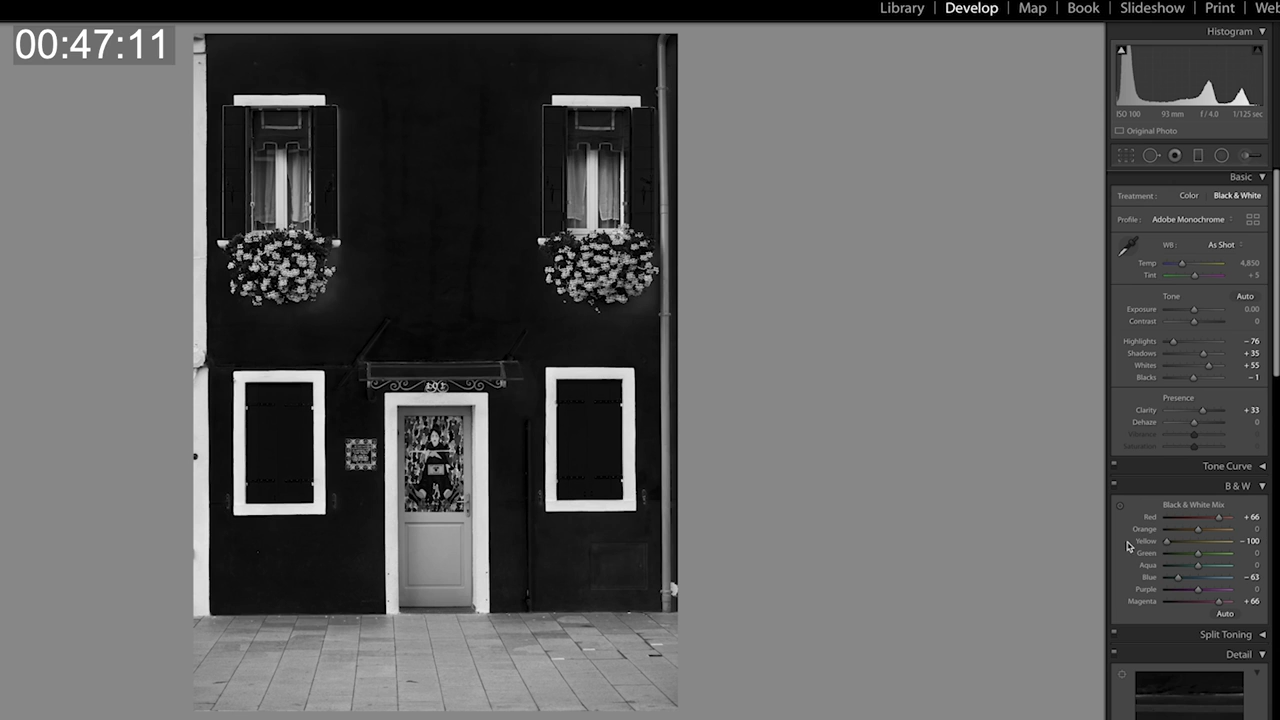 Library | Develop | Map | Book | Slideshow | Print | Web
00:47:11
Histogram
ISO 100 93 mm f / 4.0 1/125 sec
Original Photo
Basic
Treatment : Color Black & White
Profile : Adobe Monochrome
WB : As Shot
Temp 4,850
Tint + 5
Tone Auto
Exposure 0.00
Contrast 0
Highlights − 76
Shadows + 35
Whites + 55
Blacks − 1
Presence
Clarity + 33
Dehaze 0
Vibrance
Saturation
Tone Curve
B & W
Black & White Mix
Red + 66
Orange 0
Yellow − 100
Green 0
Aqua 0
Blue − 63
Purple 0
Magenta + 66
Auto
Split Toning
Detail